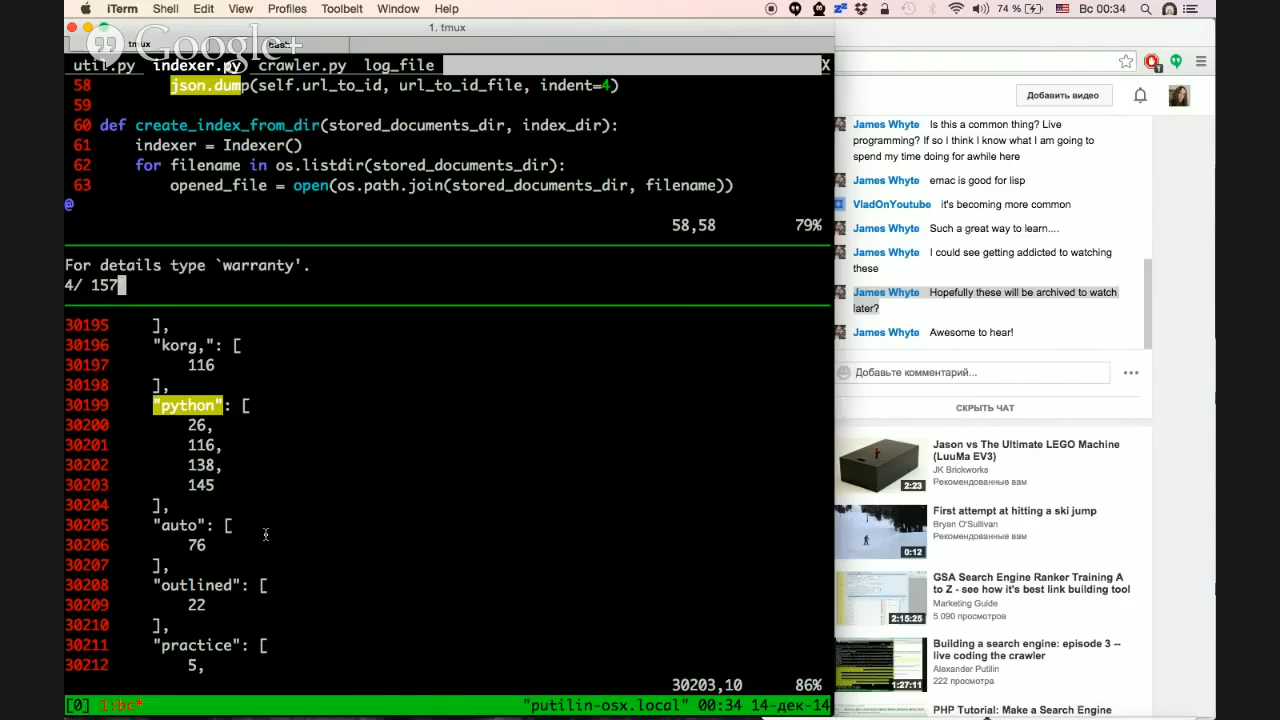 iTerm Shell Edit View Profiles Toolbelt Window Help 74 % Вс 00:34
1. tmux
tmux
Google+
util.py indexer.py crawler.py log_file X
58 json.dump(self.url_to_id, url_to_id_file, indent=4)
59
60 def create_index_from_dir(stored_documents_dir, index_dir):
61 indexer = Indexer()
62 for filename in os.listdir(stored_documents_dir):
63 opened_file = open(os.path.join(stored_documents_dir, filename))
@
58,58 79%
For details type `warranty'.
4/ 157
30195 ],
30196 "korg,": [
30197 116
30198 ],
30199 "python": [
30200 26,
30201 116,
30202 138,
30203 145
30204 ],
30205 "auto": [
30206 76
30207 ],
30208 "outlined": [
30209 22
30210 ],
30211 "practice": [
30212 5,
30203,10 86%
[0] 1:bc* "putilin-osx.local" 00:34 14-дек-14
1
Добавить видео
James Whyte Is this a common thing? Live
programming? If so I think I know what I am going to
spend my time doing for awhile here
James Whyte emac is good for lisp
VladOnYoutube it's becoming more common
James Whyte Such a great way to learn....
James Whyte I could see getting addicted to watching
these
James Whyte Hopefully these will be archived to watch
later?
James Whyte Awesome to hear!
Добавьте комментарий...
СКРЫТЬ ЧАТ
Jason vs The Ultimate LEGO Machine
(LuuMa EV3)
JK Brickworks
Рекомендованные вам
2:23
First attempt at hitting a ski jump
Bryan O'Sullivan
Рекомендованные вам
0:12
GSA Search Engine Ranker Training A
to Z - see how it's best link building tool
Marketing Guide
5 090 просмотров
2:15:25
Building a search engine: episode 3 --
live coding the crawler
Alexander Putilin
222 просмотров
1:27:11
PHP Tutorial: Make a Search Engine